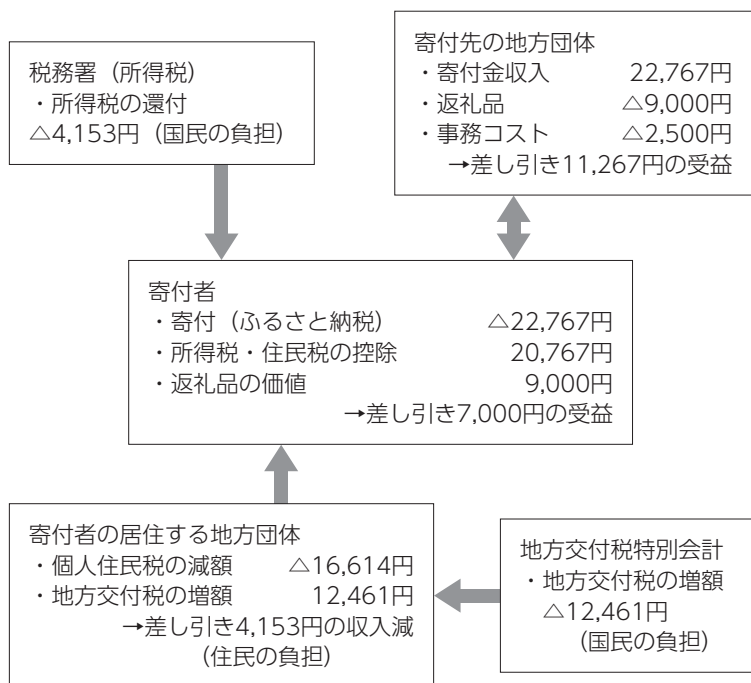 税務署（所得税）
・所得税の還付
△4,153円（国民の負担）
寄付先の地方団体
・寄付金収入 22,767円
・返礼品 △9,000円
・事務コスト △2,500円
→差し引き11,267円の受益
寄付者
・寄付（ふるさと納税） △22,767円
・所得税・住民税の控除 20,767円
・返礼品の価値 9,000円
→差し引き7,000円の受益
寄付者の居住する地方団体
・個人住民税の減額 △16,614円
・地方交付税の増額 12,461円
→差し引き4,153円の収入減
（住民の負担）
地方交付税特別会計
・地方交付税の増額
△12,461円
（国民の負担）